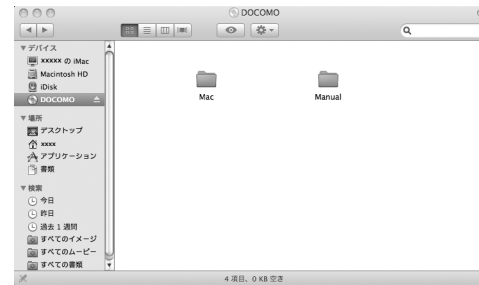 DOCOMO
▼デバイス
xxxxx の iMac
Macintosh HD
iDisk
DOCOMO
▼場所
デスクトップ
xxxx
アプリケーション
書類
▼検索
今日
昨日
過去 1 週間
すべてのイメージ
すべてのムービー
すべての書類
Mac
Manual
4 項目、0 KB 空き